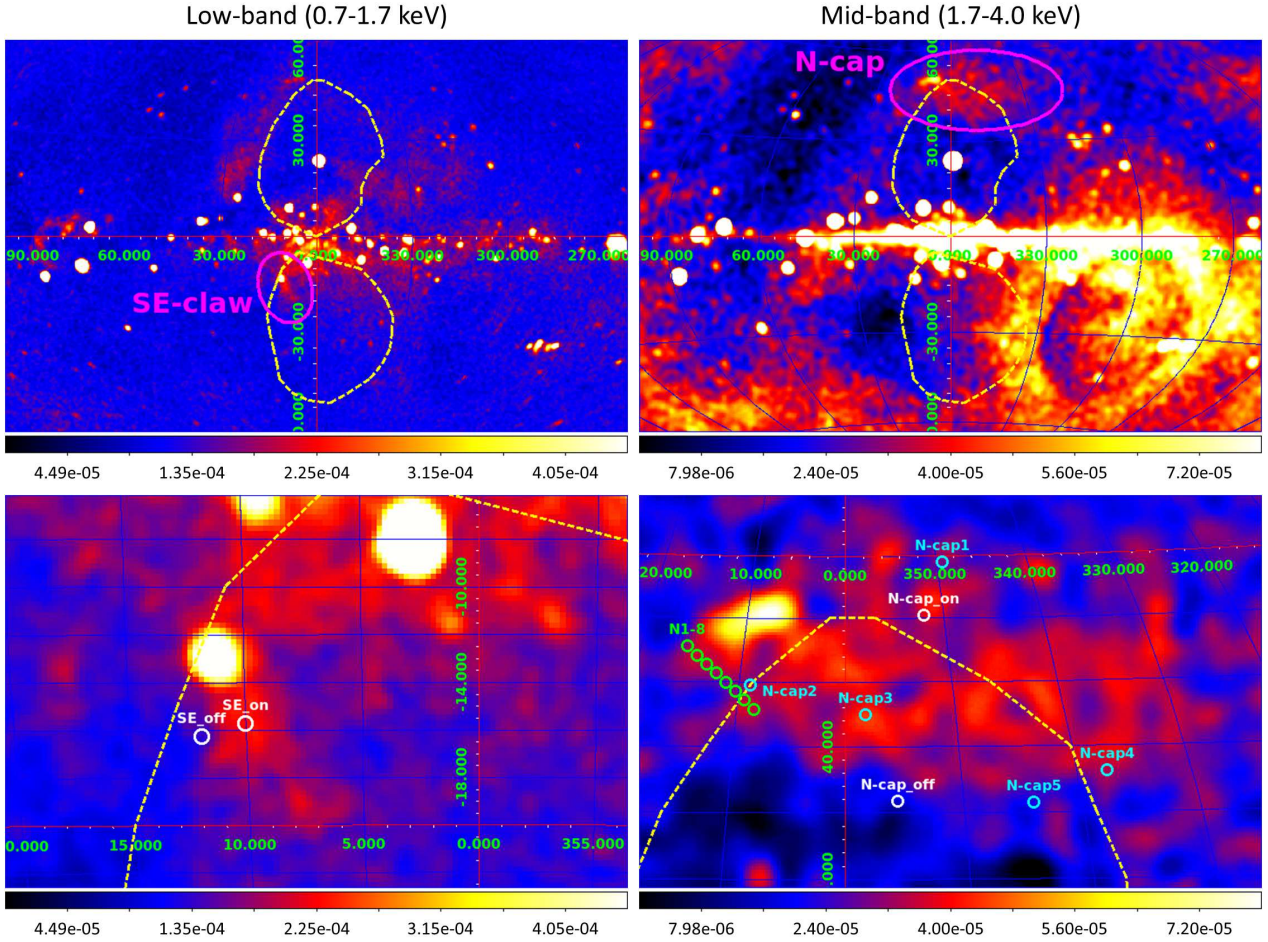 Low-band (0.7-1.7 keV)
Mid-band (1.7-4.0 keV)
60.00
30.000
90.000 60.000 30.000 330.000 300.000 270.000
SE-claw
-30.000
0.000
4.49e-05 1.35e-04 2.25e-04 3.15e-04 4.05e-04
N-cap
60.00
30.000
90.000 60.000 30.000 330.000 300.000 270.000
-30.000
0.000
7.98e-06 2.40e-05 4.00e-05 5.60e-05 7.20e-05
-10.000
-14.000
SE_on
SE_off
-18.000
0.000 15.000 10.000 5.000 0.000 355.000
4.49e-05 1.35e-04 2.25e-04 3.15e-04 4.05e-04
N-cap1
20.000 10.000 0.000 350.000 340.000 330.000 320.000
N-cap_on
N1-8
N-cap2
N-cap3
40.000
N-cap4
N-cap_off
N-cap5
.000
7.98e-06 2.40e-05 4.00e-05 5.60e-05 7.20e-05